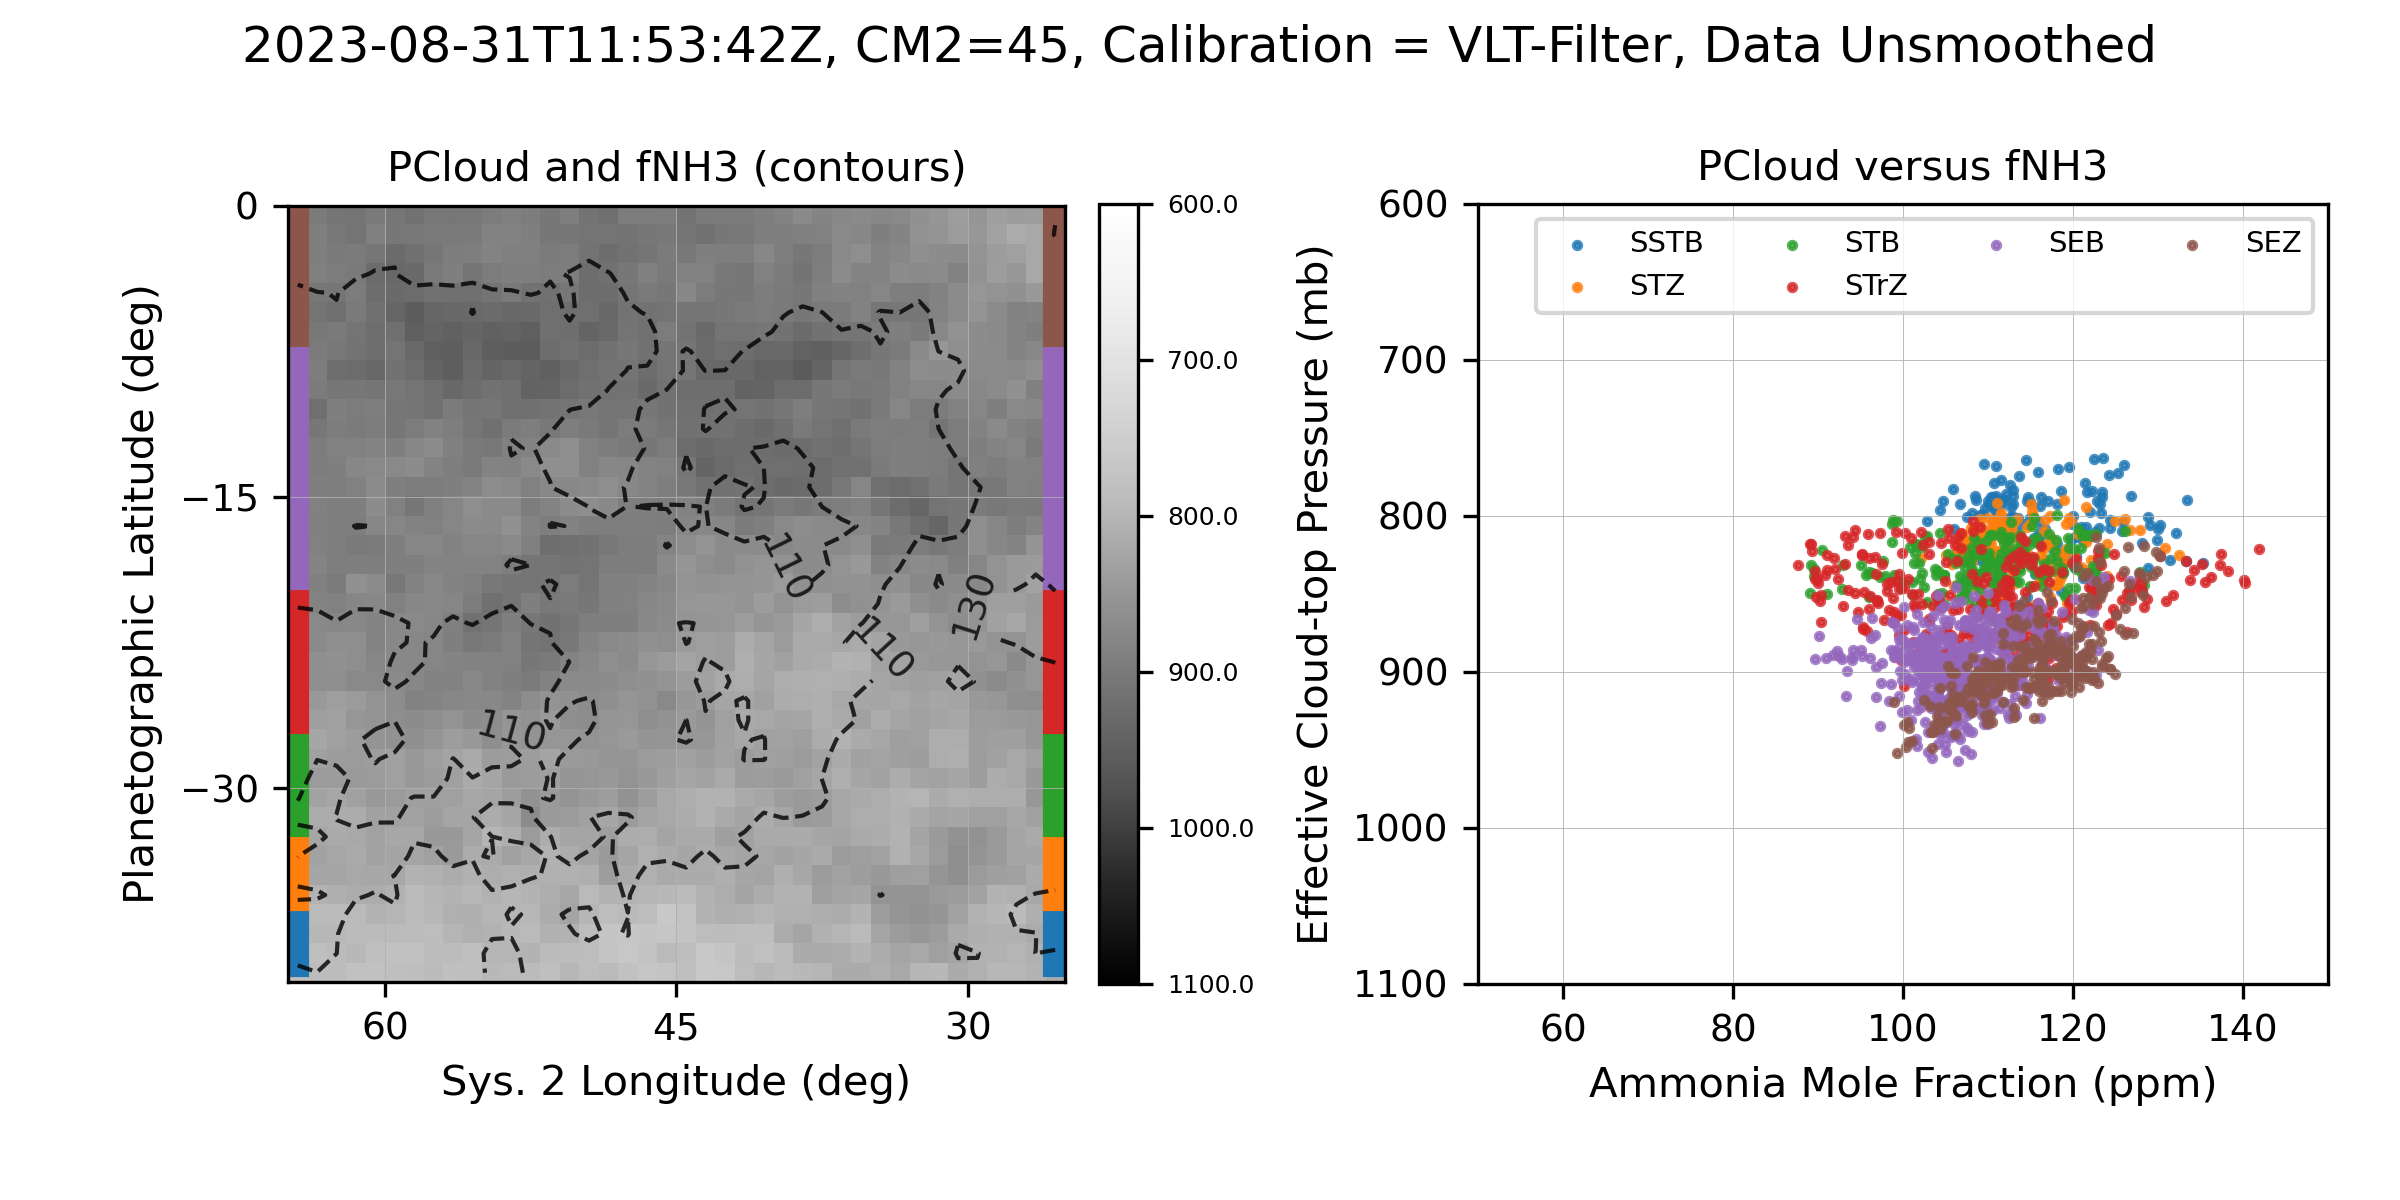 2023-08-31T11:53:42Z, CM2=45, Calibration = VLT-Filter, Data Unsmoothed
PCloud and fNH3 (contours)
Planetographic Latitude (deg)
0
−15
−30
110
110
110
130
60
45
30
Sys. 2 Longitude (deg)
600.0
700.0
800.0
900.0
1000.0
1100.0
PCloud versus fNH3
Effective Cloud-top Pressure (mb)
600
700
800
900
1000
1100
SSTB STB SEB SEZ
STZ STrZ
60 80 100 120 140
Ammonia Mole Fraction (ppm)